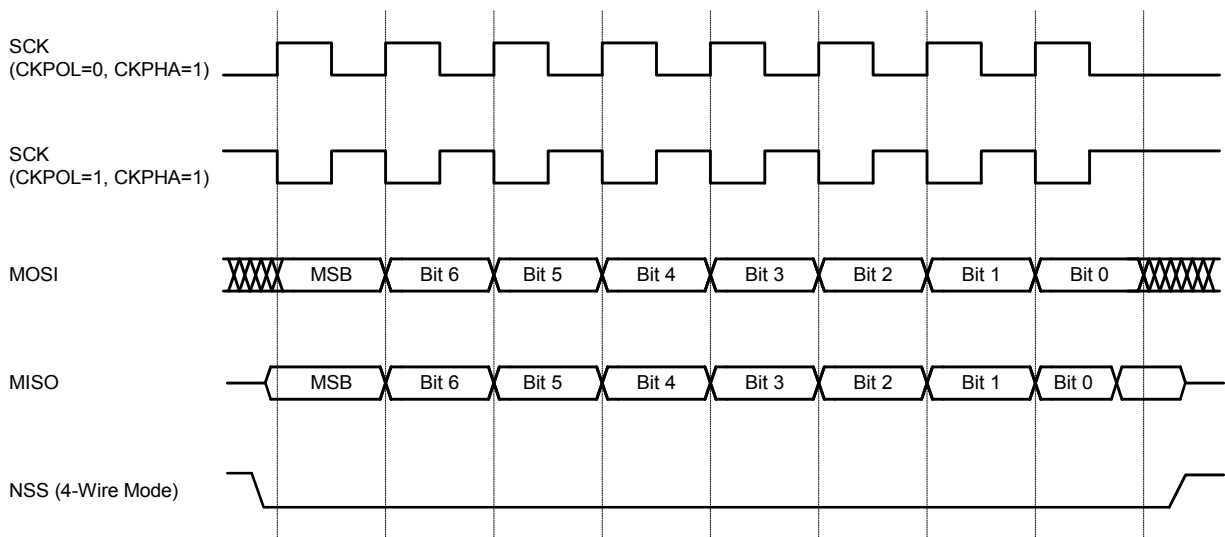 SCK
(CKPOL=0, CKPHA=1)
SCK
(CKPOL=1, CKPHA=1)
MOSI MSB Bit 6 Bit 5 Bit 4 Bit 3 Bit 2 Bit 1 Bit 0
MISO MSB Bit 6 Bit 5 Bit 4 Bit 3 Bit 2 Bit 1 Bit 0
NSS (4-Wire Mode)